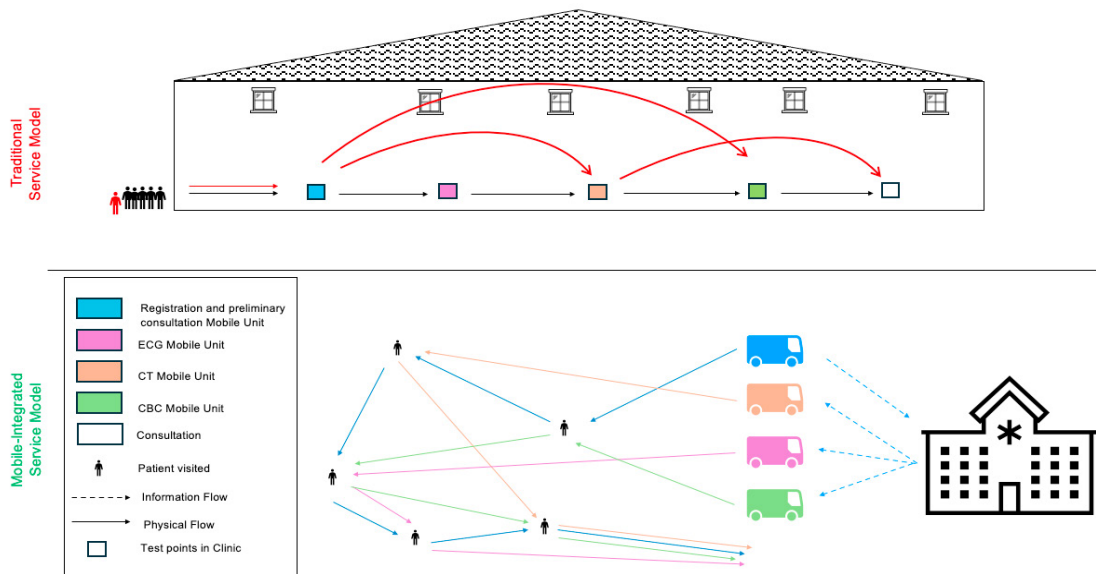 Traditional
Service Model
Mobile-Integrated
Service Model
Registration and preliminary
consultation Mobile Unit
ECG Mobile Unit
CT Mobile Unit
CBC Mobile Unit
Consultation
Patient visited
Information Flow
Physical Flow
Test points in Clinic